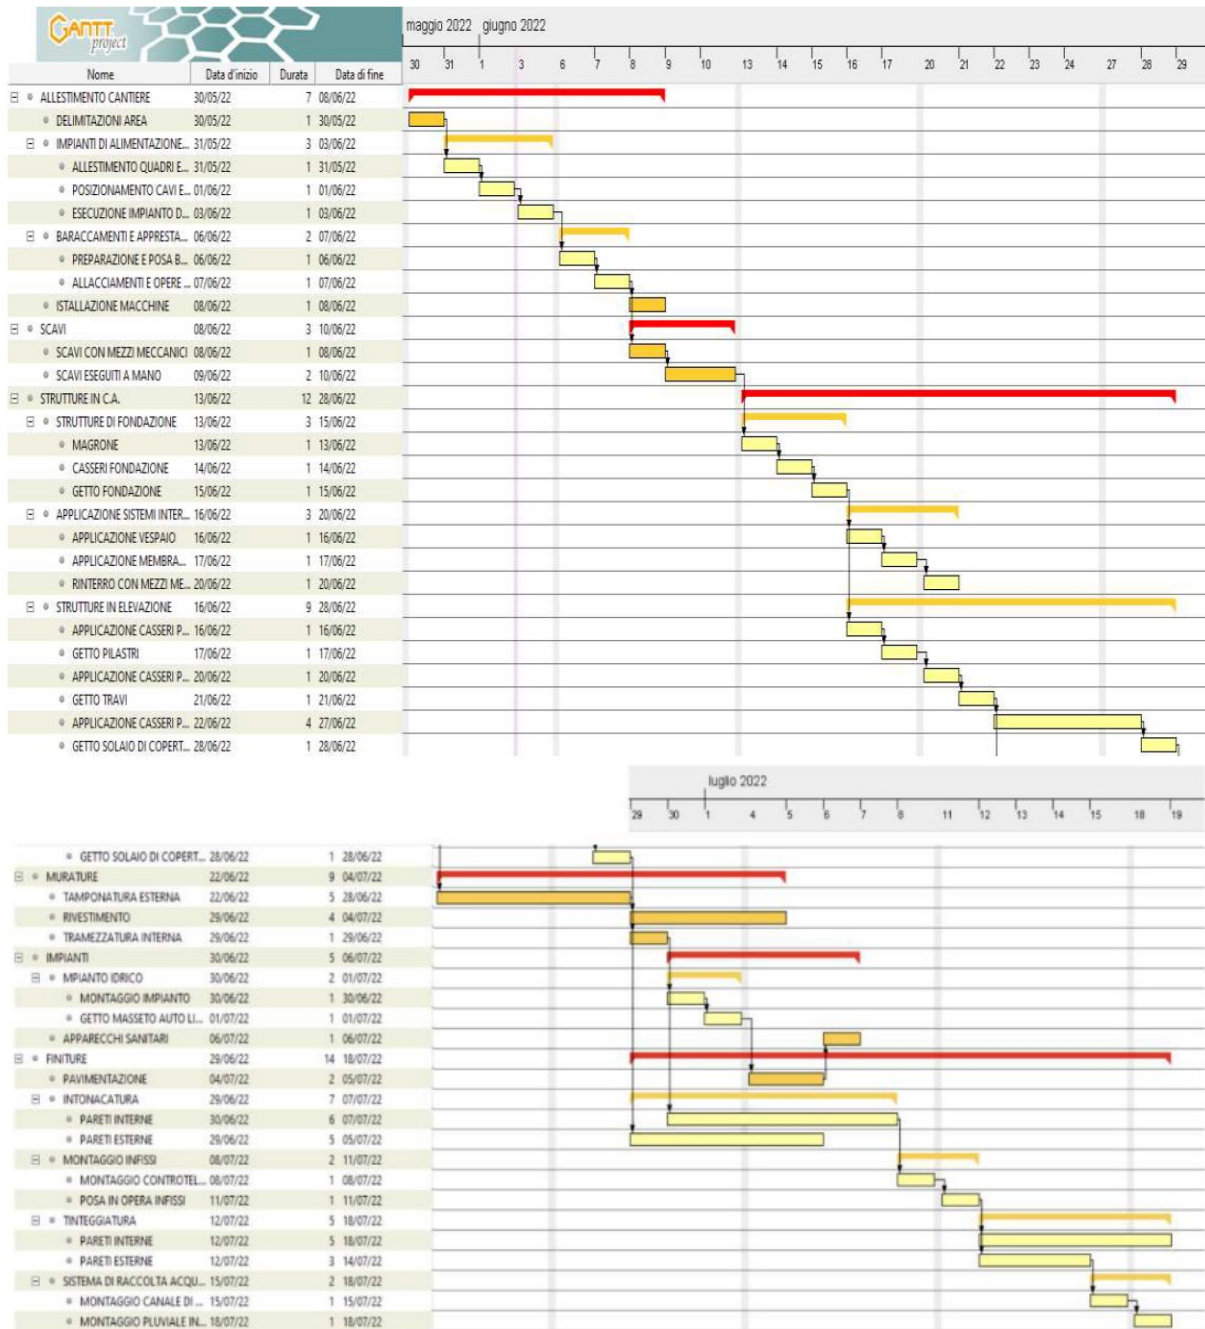 GANTT project
maggio 2022 giugno 2022
30 31 1 3 6 7 8 9 10 13 14 15 16 17 20 21 22 23 24 27 28 29
Nome Data d'inizio Durata Data di fine
ALLESTIMENTO CANTIERE 30/05/22 7 08/06/22
DELIMITAZIONI AREA 30/05/22 1 30/05/22
IMPIANTI DI ALIMENTAZIONE... 31/05/22 3 03/06/22
ALLESTIMENTO QUADRI E... 31/05/22 1 31/05/22
POSIZIONAMENTO CAVI E... 01/06/22 1 01/06/22
ESECUZIONE IMPIANTO D... 03/06/22 1 03/06/22
BARACCAMENTI E APPRESTA... 06/06/22 2 07/06/22
PREPARAZIONE E POSA B... 06/06/22 1 06/06/22
ALLACCIAMENTI E OPERE ... 07/06/22 1 07/06/22
ISTALLAZIONE MACCHINE 08/06/22 1 08/06/22
SCAVI 08/06/22 3 10/06/22
SCAVI CON MEZZI MECCANICI 08/06/22 1 08/06/22
SCAVI ESEGUITI A MANO 09/06/22 2 10/06/22
STRUTTURE IN C.A. 13/06/22 12 28/06/22
STRUTTURE DI FONDAZIONE 13/06/22 3 15/06/22
MAGRONE 13/06/22 1 13/06/22
CASSERI FONDAZIONE 14/06/22 1 14/06/22
GETTO FONDAZIONE 15/06/22 1 15/06/22
APPLICAZIONE SISTEMI INTER... 16/06/22 3 20/06/22
APPLICAZIONE VESPAIO 16/06/22 1 16/06/22
APPLICAZIONE MEMBRA... 17/06/22 1 17/06/22
RINTERRO CON MEZZI ME... 20/06/22 1 20/06/22
STRUTTURE IN ELEVAZIONE 16/06/22 9 28/06/22
APPLICAZIONE CASSERI P... 16/06/22 1 16/06/22
GETTO PILASTRI 17/06/22 1 17/06/22
APPLICAZIONE CASSERI P... 20/06/22 1 20/06/22
GETTO TRAVI 21/06/22 1 21/06/22
APPLICAZIONE CASSERI P... 22/06/22 4 27/06/22
GETTO SOLAIO DI COPERT... 28/06/22 1 28/06/22
luglio 2022
29 30 1 4 5 6 7 8 11 12 13 14 15 18 19
GETTO SOLAIO DI COPERT... 28/06/22 1 28/06/22
MURATURE 22/06/22 9 04/07/22
TAMPONATURA ESTERNA 22/06/22 5 28/06/22
RIVESTIMENTO 29/06/22 4 04/07/22
TRAMEZZATURA INTERNA 29/06/22 1 29/06/22
IMPIANTI 30/06/22 5 06/07/22
MPIANTO IDRICO 30/06/22 2 01/07/22
MONTAGGIO IMPIANTO 30/06/22 1 30/06/22
GETTO MASSETO AUTO LI... 01/07/22 1 01/07/22
APPARECCHI SANITARI 06/07/22 1 06/07/22
FINITURE 29/06/22 14 18/07/22
PAVIMENTAZIONE 04/07/22 2 05/07/22
INTONACATURA 29/06/22 7 07/07/22
PARETI INTERNE 30/06/22 6 07/07/22
PARETI ESTERNE 29/06/22 5 05/07/22
MONTAGGIO INFISSI 08/07/22 2 11/07/22
MONTAGGIO CONTROTEL... 08/07/22 1 08/07/22
POSA IN OPERA INFISSI 11/07/22 1 11/07/22
TINTEGGIATURA 12/07/22 5 18/07/22
PARETI INTERNE 12/07/22 5 18/07/22
PARETI ESTERNE 12/07/22 3 14/07/22
SISTEMA DI RACCOLTA ACQU... 15/07/22 2 18/07/22
MONTAGGIO CANALE DI ... 15/07/22 1 15/07/22
MONTAGGIO PLUVIALE IN... 18/07/22 1 18/07/22